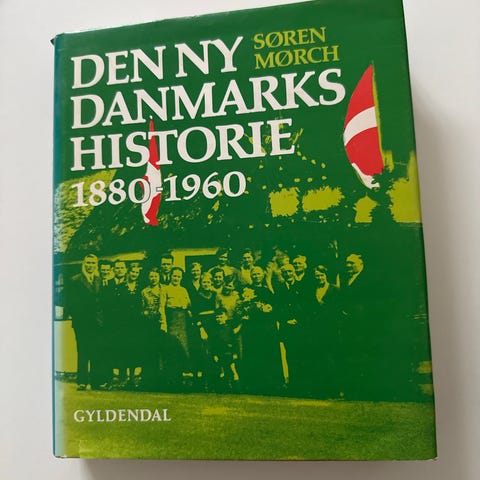 DEN NY
SØREN
MØRCH
DANMARKS
HISTORIE
1880-1960
GYLDENDAL